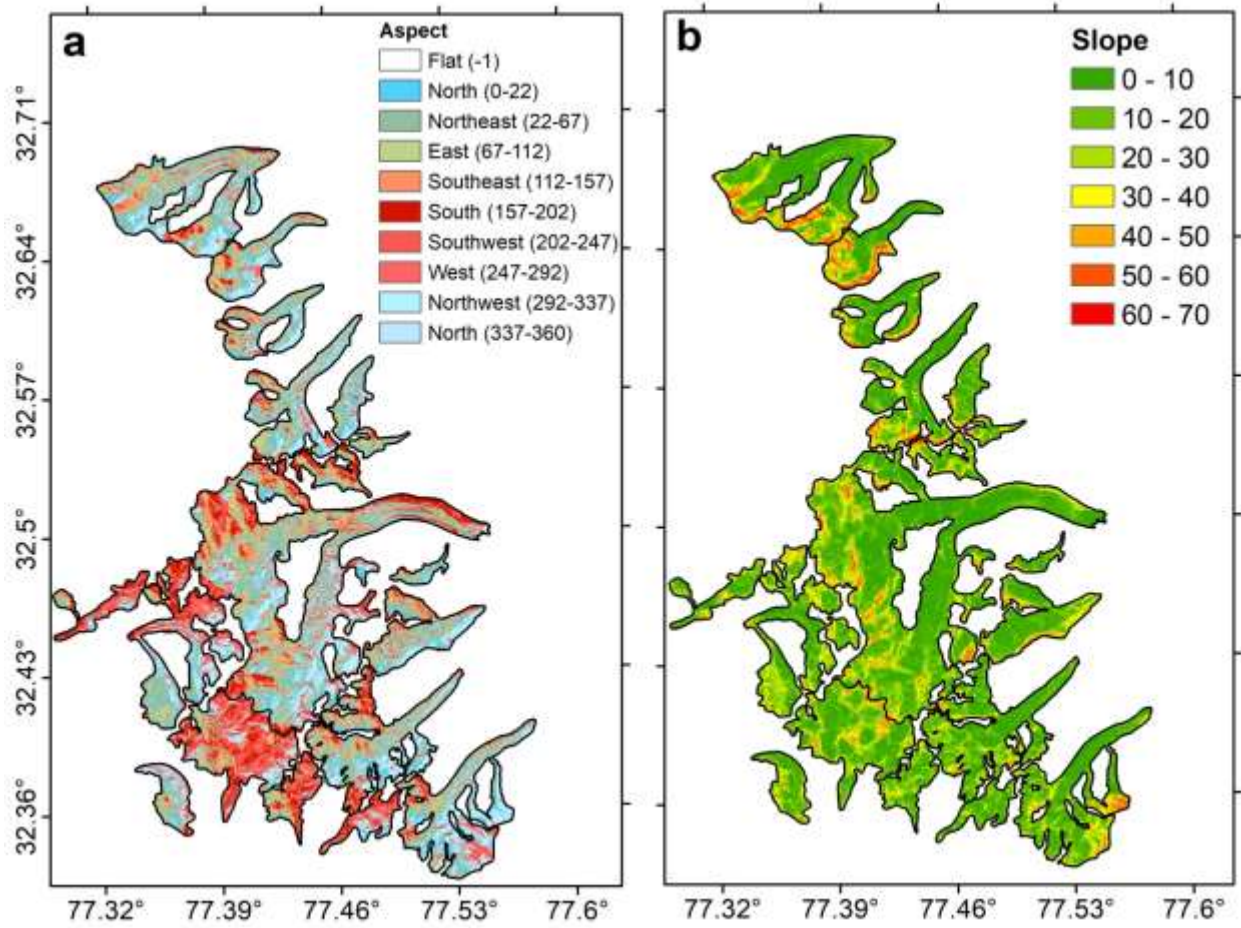 a
Aspect
Flat (-1)
North (0-22)
Northeast (22-67)
East (67-112)
Southeast (112-157)
South (157-202)
Southwest (202-247)
West (247-292)
Northwest (292-337)
North (337-360)
32.71°
32.64°
32.57°
32.5°
32.43°
32.36°
77.32° 77.39° 77.46° 77.53° 77.6°
b
Slope
0 - 10
10 - 20
20 - 30
30 - 40
40 - 50
50 - 60
60 - 70
77.32° 77.39° 77.46° 77.53° 77.6°